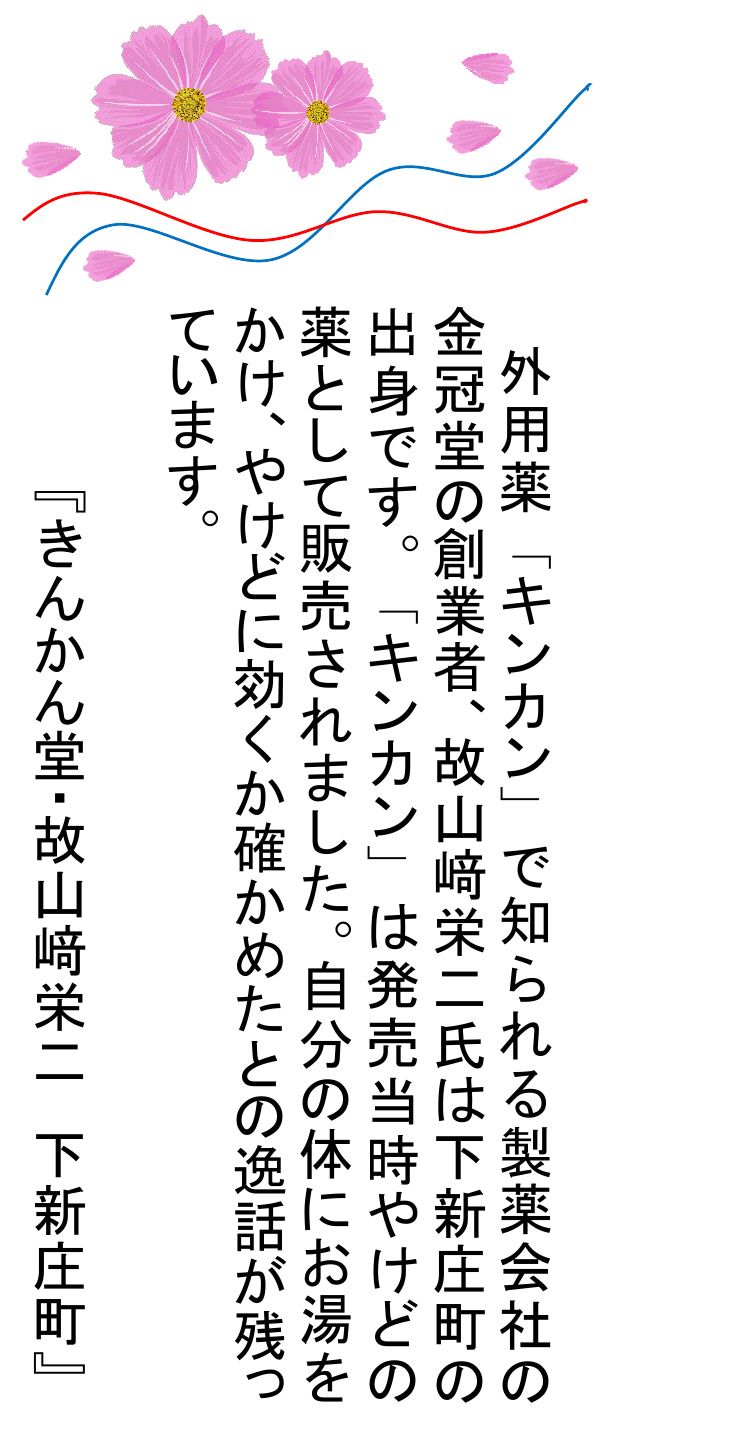 外用薬「キンカン」で知られる製薬会社の
金冠堂の創業者、故山﨑栄二氏は下新庄町の
出身です。「キンカン」は発売当時やけどの
薬として販売されました。自分の体にお湯を
かけ、やけどに効くか確かめたとの逸話が残っ
ています。
『きんかん堂・故山﨑栄二　下新庄町』